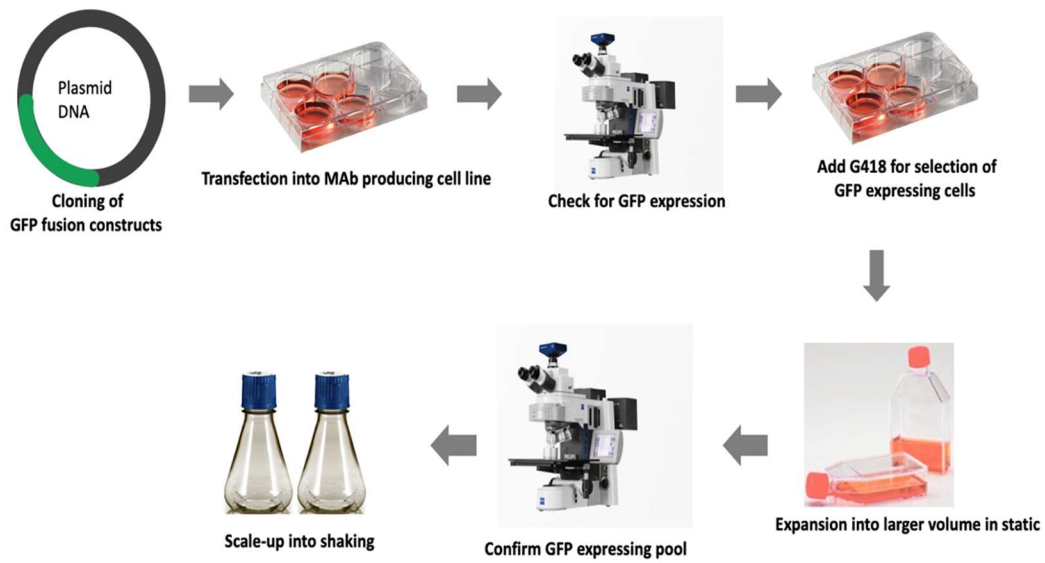 Plasmid
DNA
Cloning of
GFP fusion constructs
Transfection into MAb producing cell line
Check for GFP expression
Add G418 for selection of
GFP expressing cells
Expansion into larger volume in static
Confirm GFP expressing pool
Scale-up into shaking